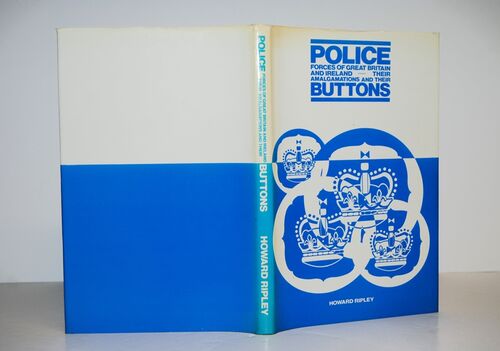 POLICE
FORCES OF GREAT BRITAIN
AND IRELAND — THEIR
AMALGAMATIONS AND THEIR
BUTTONS
HOWARD RIPLEY
POLICE
FORCES OF GREAT BRITAIN AND IRELAND
THEIR AMALGAMATIONS AND THEIR
BUTTONS
HOWARD RIPLEY